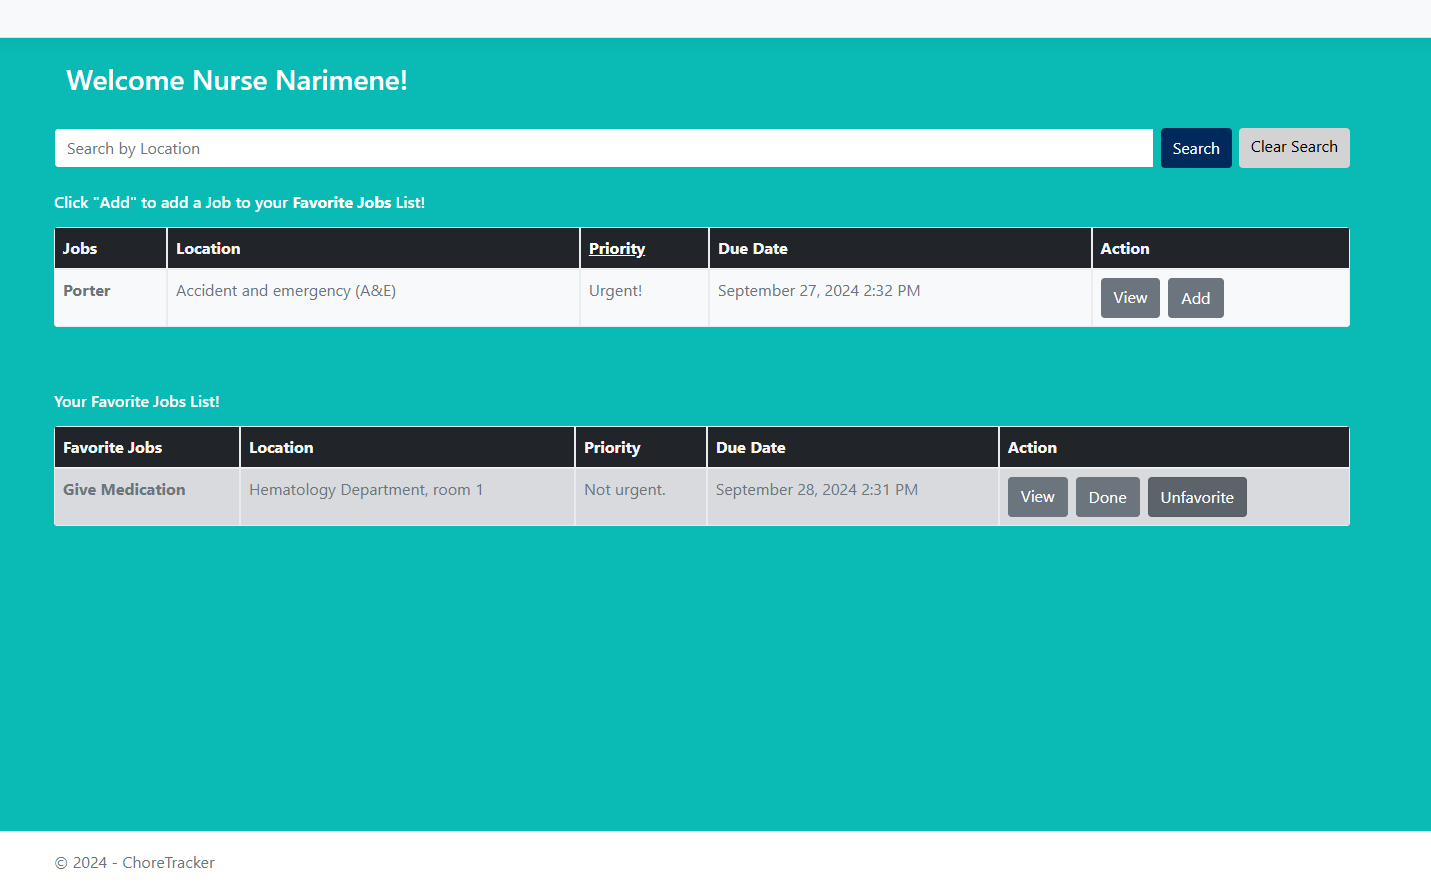 Welcome Nurse Narimene!
Search by Location Search Clear Search
Click "Add" to add a Job to your Favorite Jobs List!
Jobs Location Priority Due Date Action
Porter Accident and emergency (A&E) Urgent! September 27, 2024 2:32 PM View Add
Your Favorite Jobs List!
Favorite Jobs Location Priority Due Date Action
Give Medication Hematology Department, room 1 Not urgent. September 28, 2024 2:31 PM View Done Unfavorite
© 2024 - ChoreTracker